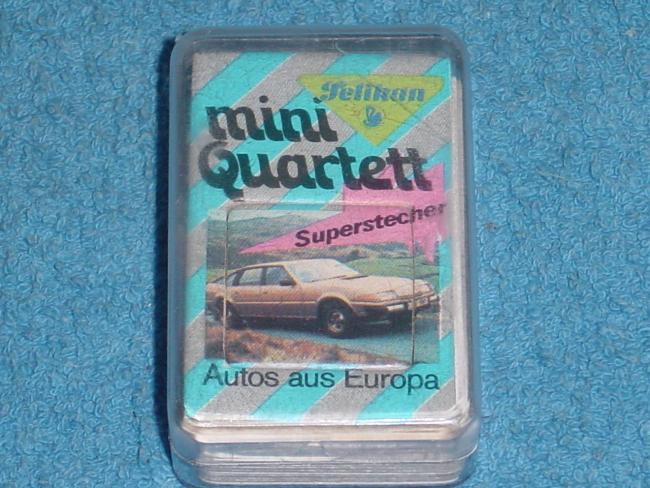 Pelikan
mini
Quartett
Superstecher
Autos aus Europa